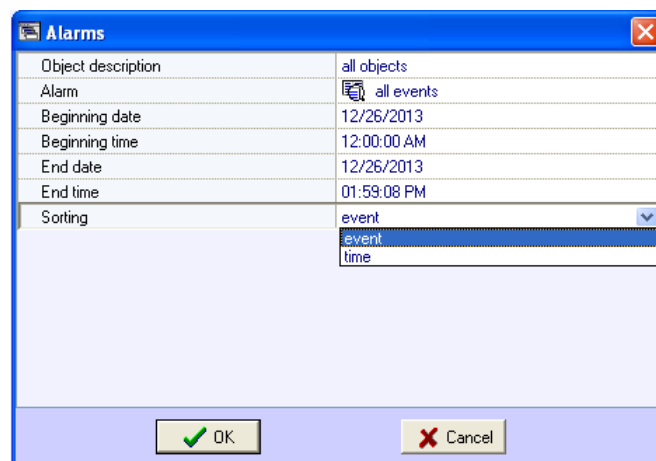 Alarms
Object description all objects
Alarm all events
Beginning date 12/26/2013
Beginning time 12:00:00 AM
End date 12/26/2013
End time 01:59:08 PM
Sorting event
event
time
OK Cancel